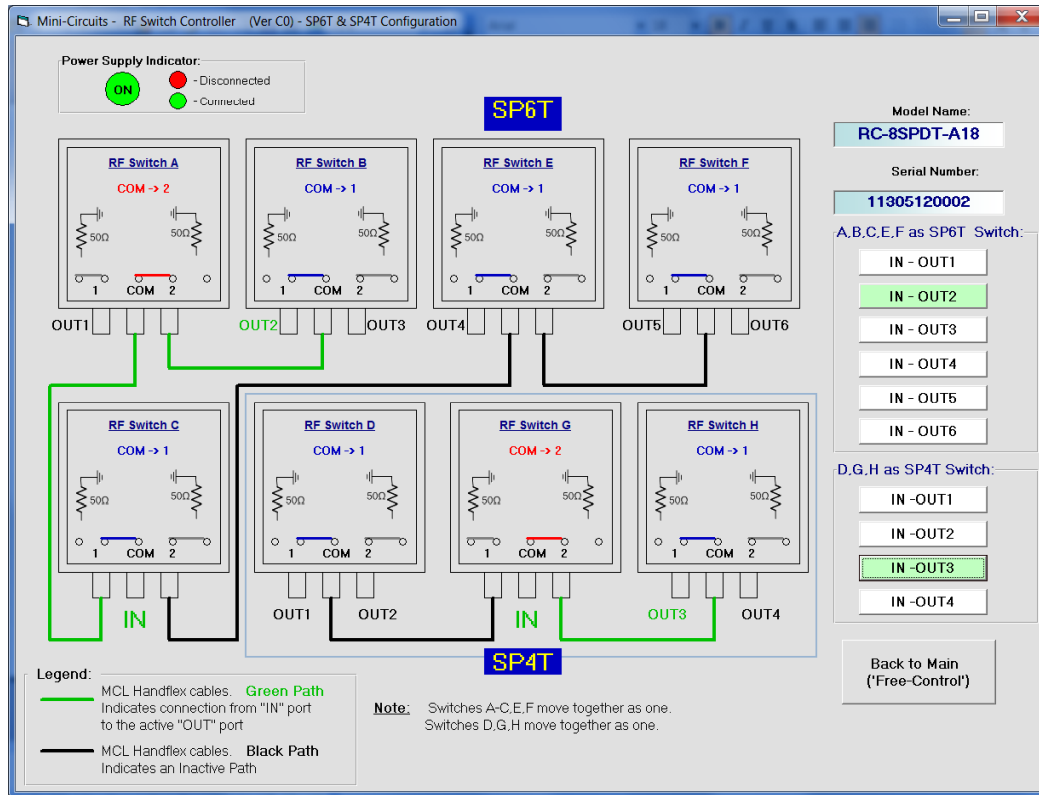 Mini-Circuits - RF Switch Controller (Ver C0) - SP6T & SP4T Configuration
Power Supply Indicator:
ON
- Disconnected
- Connected
SP6T
Model Name:
RC-8SPDT-A18
Serial Number:
11305120002
RF Switch A
COM -> 2
50Ω
50Ω
1 COM 2
RF Switch B
COM -> 1
50Ω
50Ω
1 COM 2
RF Switch E
COM -> 1
50Ω
50Ω
1 COM 2
RF Switch F
COM -> 1
50Ω
50Ω
1 COM 2
OUT1
OUT2
OUT3
OUT4
OUT5
OUT6
A,B,C,E,F as SP6T Switch:
IN - OUT1
IN - OUT2
IN - OUT3
IN - OUT4
IN - OUT5
IN - OUT6
RF Switch C
COM -> 1
50Ω
50Ω
1 COM 2
IN
RF Switch D
COM -> 1
50Ω
50Ω
1 COM 2
OUT1
OUT2
RF Switch G
COM -> 2
50Ω
50Ω
1 COM 2
IN
RF Switch H
COM -> 1
50Ω
50Ω
1 COM 2
OUT3
OUT4
SP4T
D,G,H as SP4T Switch:
IN -OUT1
IN -OUT2
IN -OUT3
IN -OUT4
Back to Main
('Free-Control')
Legend:
MCL Handflex cables. Green Path
Indicates connection from "IN" port
to the active "OUT" port
MCL Handflex cables. Black Path
Indicates an Inactive Path
Note: Switches A-C,E,F move together as one.
Switches D,G,H move together as one.